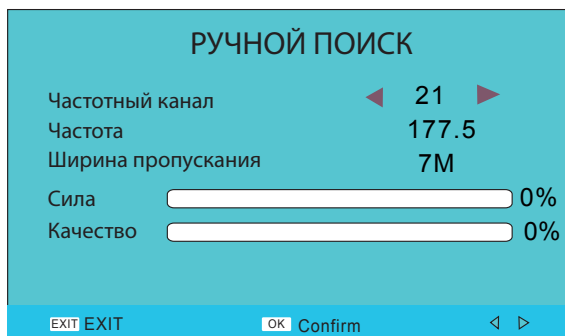 РУЧНОЙ ПОИСК
Частотный канал 21
Частота 177.5
Ширина пропускания 7M
Сила 0%
Качество 0%
EXIT EXIT OK Confirm